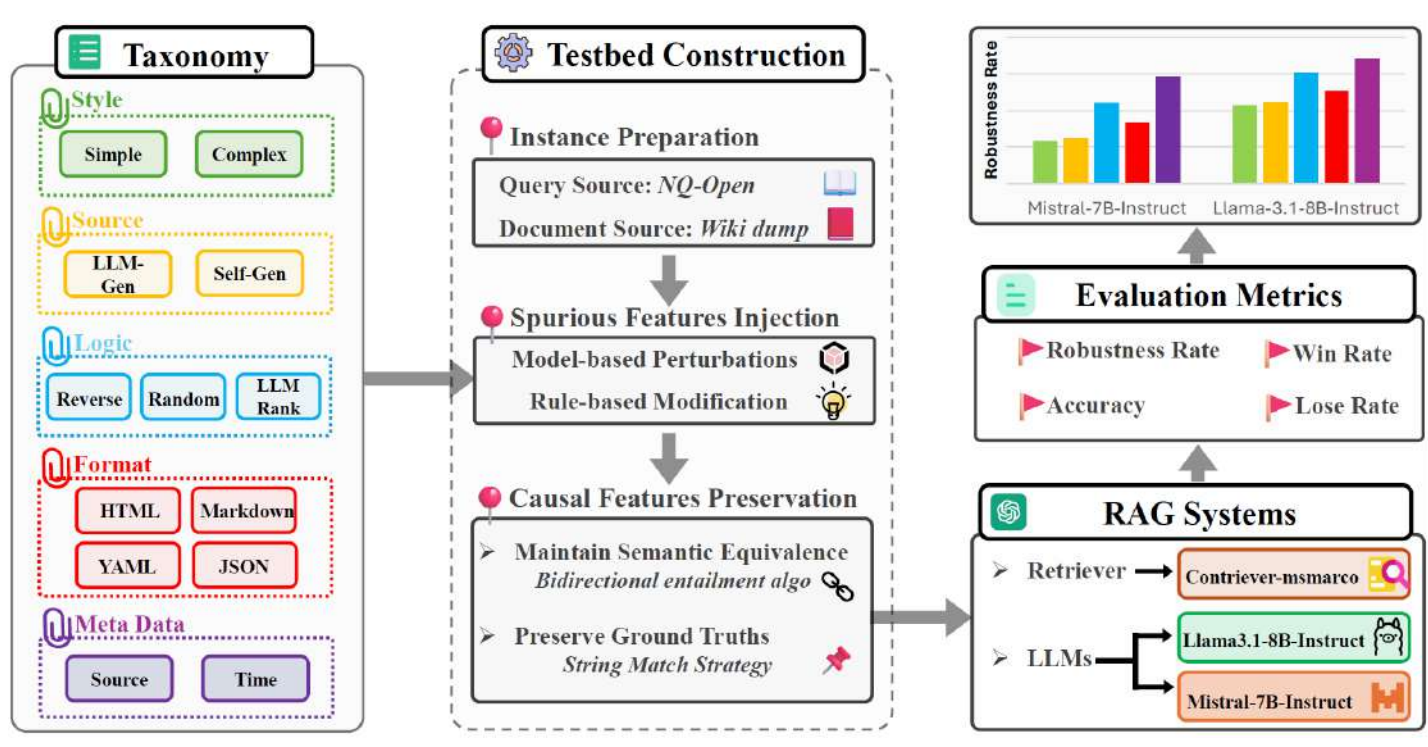 Taxonomy
Style
Simple
Complex
Source
LLM-
Gen
Self-Gen
Logic
Reverse
Random
LLM
Rank
Format
HTML
Markdown
YAML
JSON
Meta Data
Source
Time
Testbed Construction
Instance Preparation
Query Source: NQ-Open
Document Source: Wiki dump
Spurious Features Injection
Model-based Perturbations
Rule-based Modification
Causal Features Preservation
➢ Maintain Semantic Equivalence
Bidirectional entailment algo
➢ Preserve Ground Truths
String Match Strategy
Robustness Rate
Mistral-7B-Instruct
Llama-3.1-8B-Instruct
Evaluation Metrics
Robustness Rate
Win Rate
Accuracy
Lose Rate
RAG Systems
➢ Retriever
Contriever-msmarco
➢ LLMs
Llama3.1-8B-Instruct
Mistral-7B-Instruct